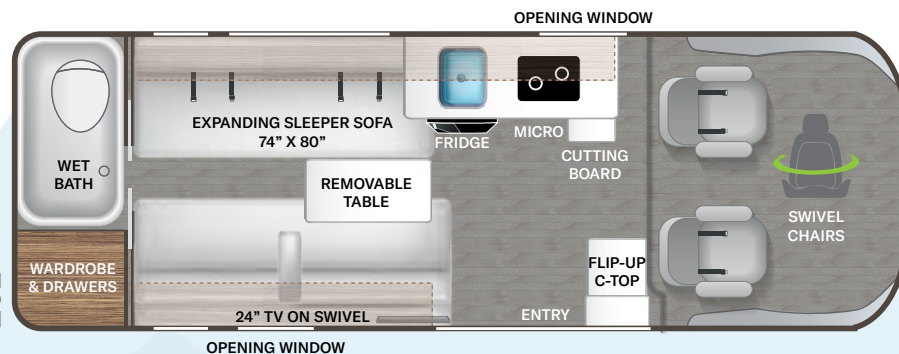 OPENING WINDOW
EXPANDING SLEEPER SOFA
74” X 80”
FRIDGE
MICRO
CUTTING
BOARD
WET
BATH
REMOVABLE
TABLE
SWIVEL
CHAIRS
WARDROBE
& DRAWERS
FLIP-UP
C-TOP
24” TV ON SWIVEL
ENTRY
OPENING WINDOW